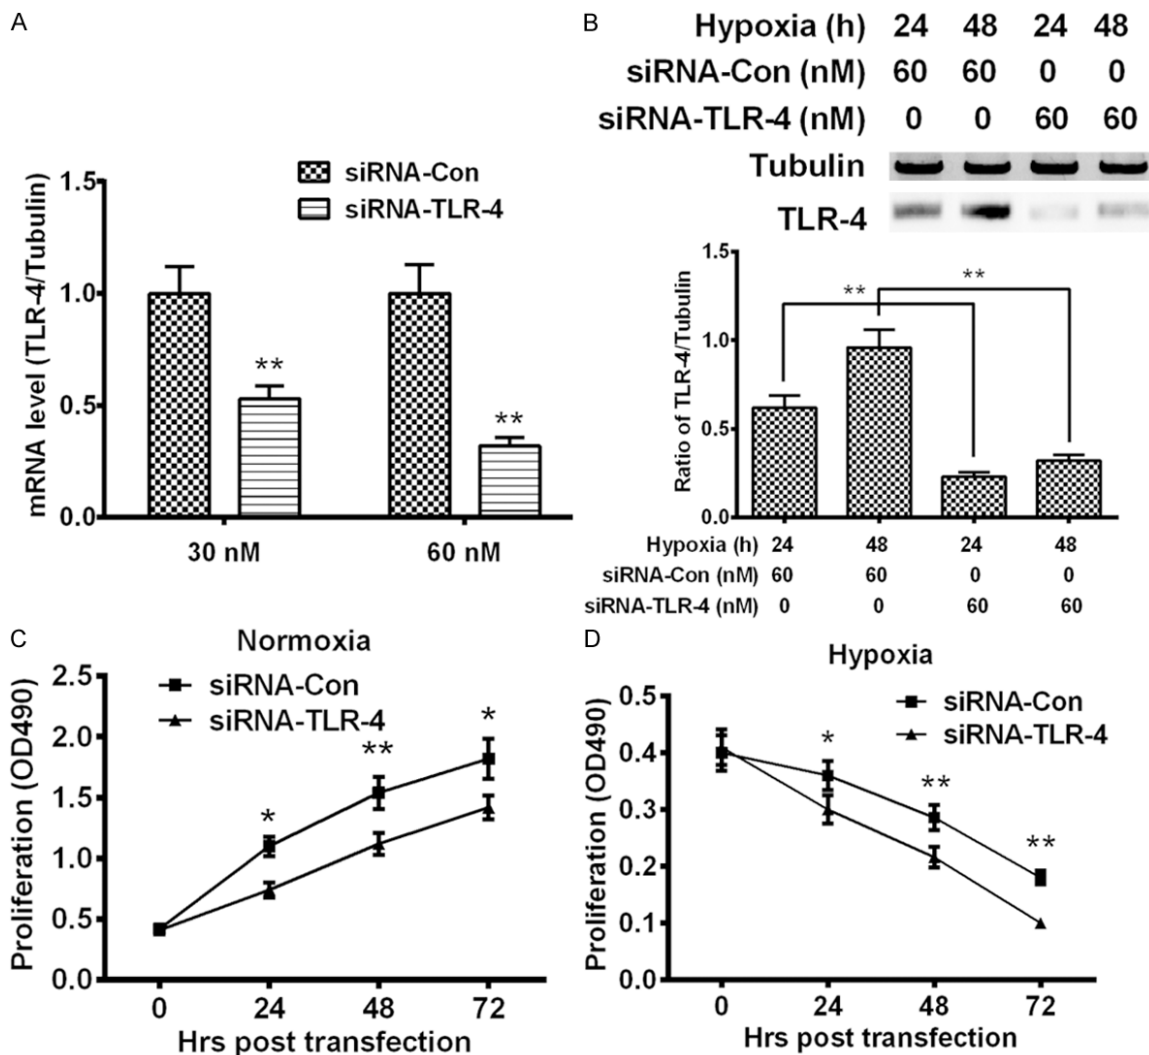 A
siRNA-Con
siRNA-TLR-4
mRNA level (TLR-4/Tubulin)
1.5
1.0
0.5
0.0
**
**
30 nM
60 nM
B
Hypoxia (h) 24 48 24 48
siRNA-Con (nM) 60 60 0 0
siRNA-TLR-4 (nM) 0 0 60 60
Tubulin
TLR-4
Ratio of TLR-4/Tubulin
1.5
1.0
0.5
0.0
**
**
Hypoxia (h) 24 48 24 48
siRNA-Con (nM) 60 60 0 0
siRNA-TLR-4 (nM) 0 0 60 60
C
Normoxia
siRNA-Con
siRNA-TLR-4
Proliferation (OD490)
2.5
2.0
1.5
1.0
0.5
0.0
*
**
*
0 24 48 72
Hrs post transfection
D
Hypoxia
siRNA-Con
siRNA-TLR-4
Proliferation (OD490)
0.5
0.4
0.3
0.2
0.1
0.0
*
**
**
0 24 48 72
Hrs post transfection